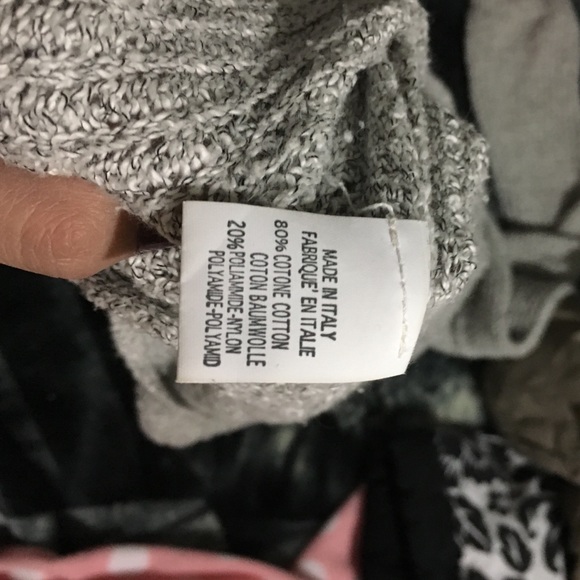 MADE IN ITALY
FABRIQUE' EN ITALIE
80% COTONE COTTON
COTON BAUMWOLLE
20% POLIAMMIDE-NYLON
POLYAMIDE-POLYAMID